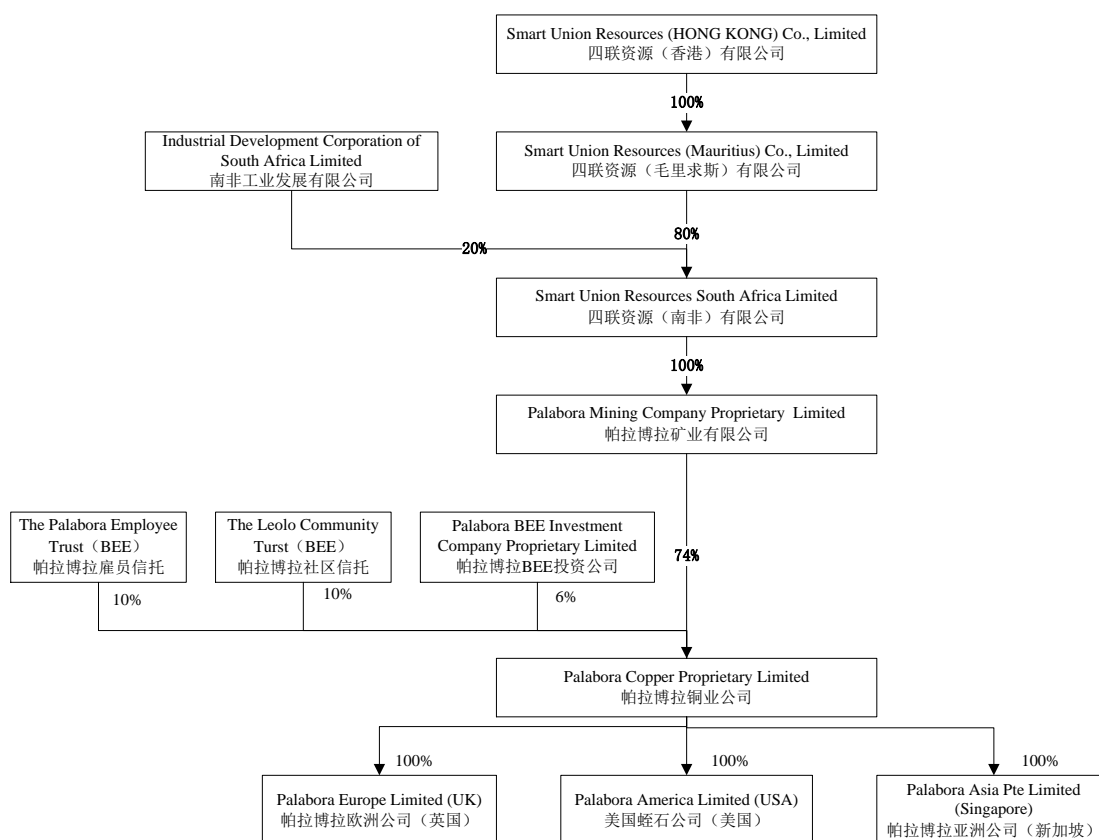 Smart Union Resources (HONG KONG) Co., Limited
四联资源（香港）有限公司
100%
Industrial Development Corporation of
South Africa Limited
南非工业发展有限公司
Smart Union Resources (Mauritius) Co., Limited
四联资源（毛里求斯）有限公司
20%
80%
Smart Union Resources South Africa Limited
四联资源（南非）有限公司
100%
Palabora Mining Company Proprietary Limited
帕拉博拉矿业有限公司
The Palabora Employee
Trust（BEE）
帕拉博拉雇员信托
The Leolo Community
Turst（BEE）
帕拉博拉社区信托
Palabora BEE Investment
Company Proprietary Limited
帕拉博拉BEE投资公司
74%
10%
10%
6%
Palabora Copper Proprietary Limited
帕拉博拉铜业公司
100%
100%
100%
Palabora Europe Limited (UK)
帕拉博拉欧洲公司（英国）
Palabora America Limited (USA)
美国蛭石公司（美国）
Palabora Asia Pte Limited
(Singapore)
帕拉博拉亚洲公司（新加坡）